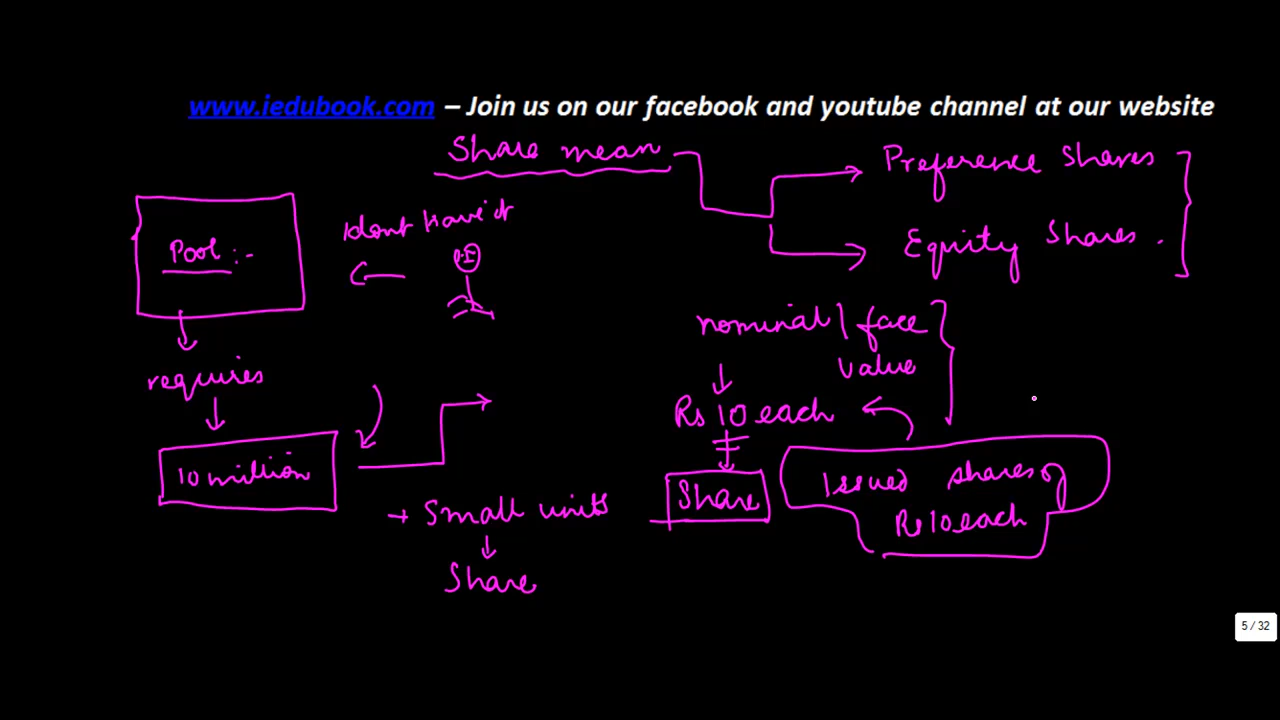 www.iedubook.com – Join us on our facebook and youtube channel at our website
Share mean
Preference Shares
Equity Shares.
Pool :-
I dont have it
requires
10 million
→ Small units
Share
nominal / face
value
Rs 10 each
Share
Issued shares of
Rs 10 each
5 / 32